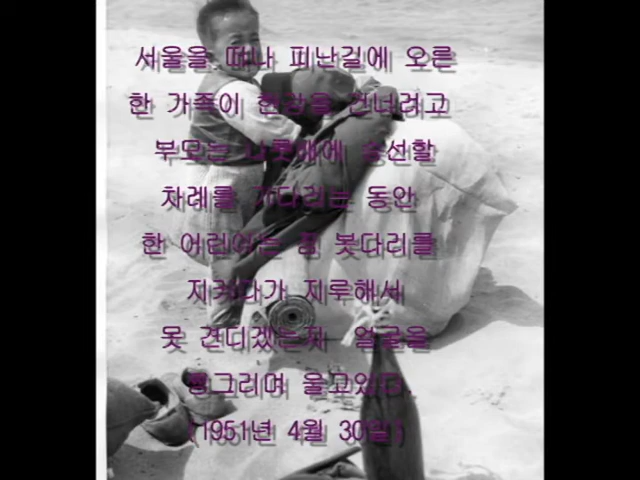 서울을 떠나 피난길에 오른
한 가족이 한강을 건너려고
부모는 나룻배에 승선할
차례를 기다리는 동안
한 어린이는 짐 봇따리를
지키다가 지루해서
못 견디겠는지 얼굴을
찡그리며 울고있다.
(1951년 4월 30일)